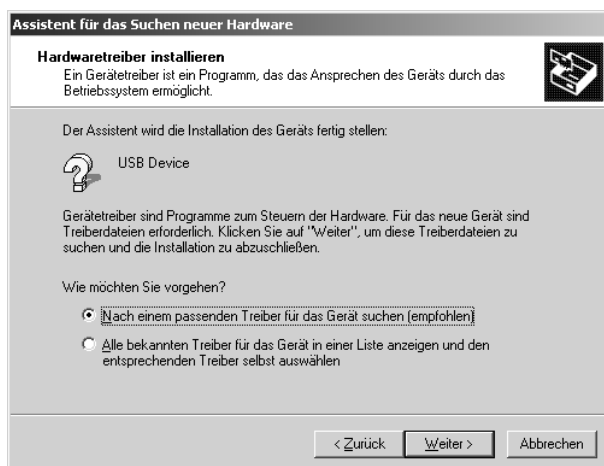 Assistent für das Suchen neuer Hardware
Hardwaretreiber installieren
Ein Gerätetreiber ist ein Programm, das das Ansprechen des Geräts durch das
Betriebssystem ermöglicht.
Der Assistent wird die Installation des Geräts fertig stellen:
USB Device
Gerätetreiber sind Programme zum Steuern der Hardware. Für das neue Gerät sind
Treiberdateien erforderlich. Klicken Sie auf "Weiter", um diese Treiberdateien zu
suchen und die Installation zu abzuschließen.
Wie möchten Sie vorgehen?
Nach einem passenden Treiber für das Gerät suchen (empfohlen)
Alle bekannten Treiber für das Gerät in einer Liste anzeigen und den
entsprechenden Treiber selbst auswählen
< Zurück Weiter > Abbrechen